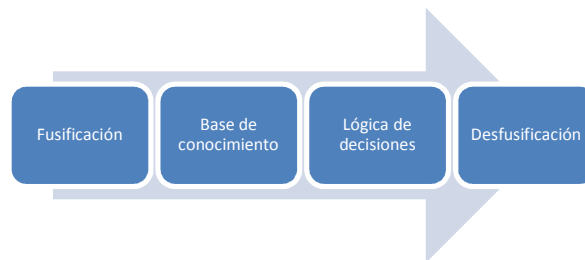 Fusificación
Base de
conocimiento
Lógica de
decisiones
Desfusificación